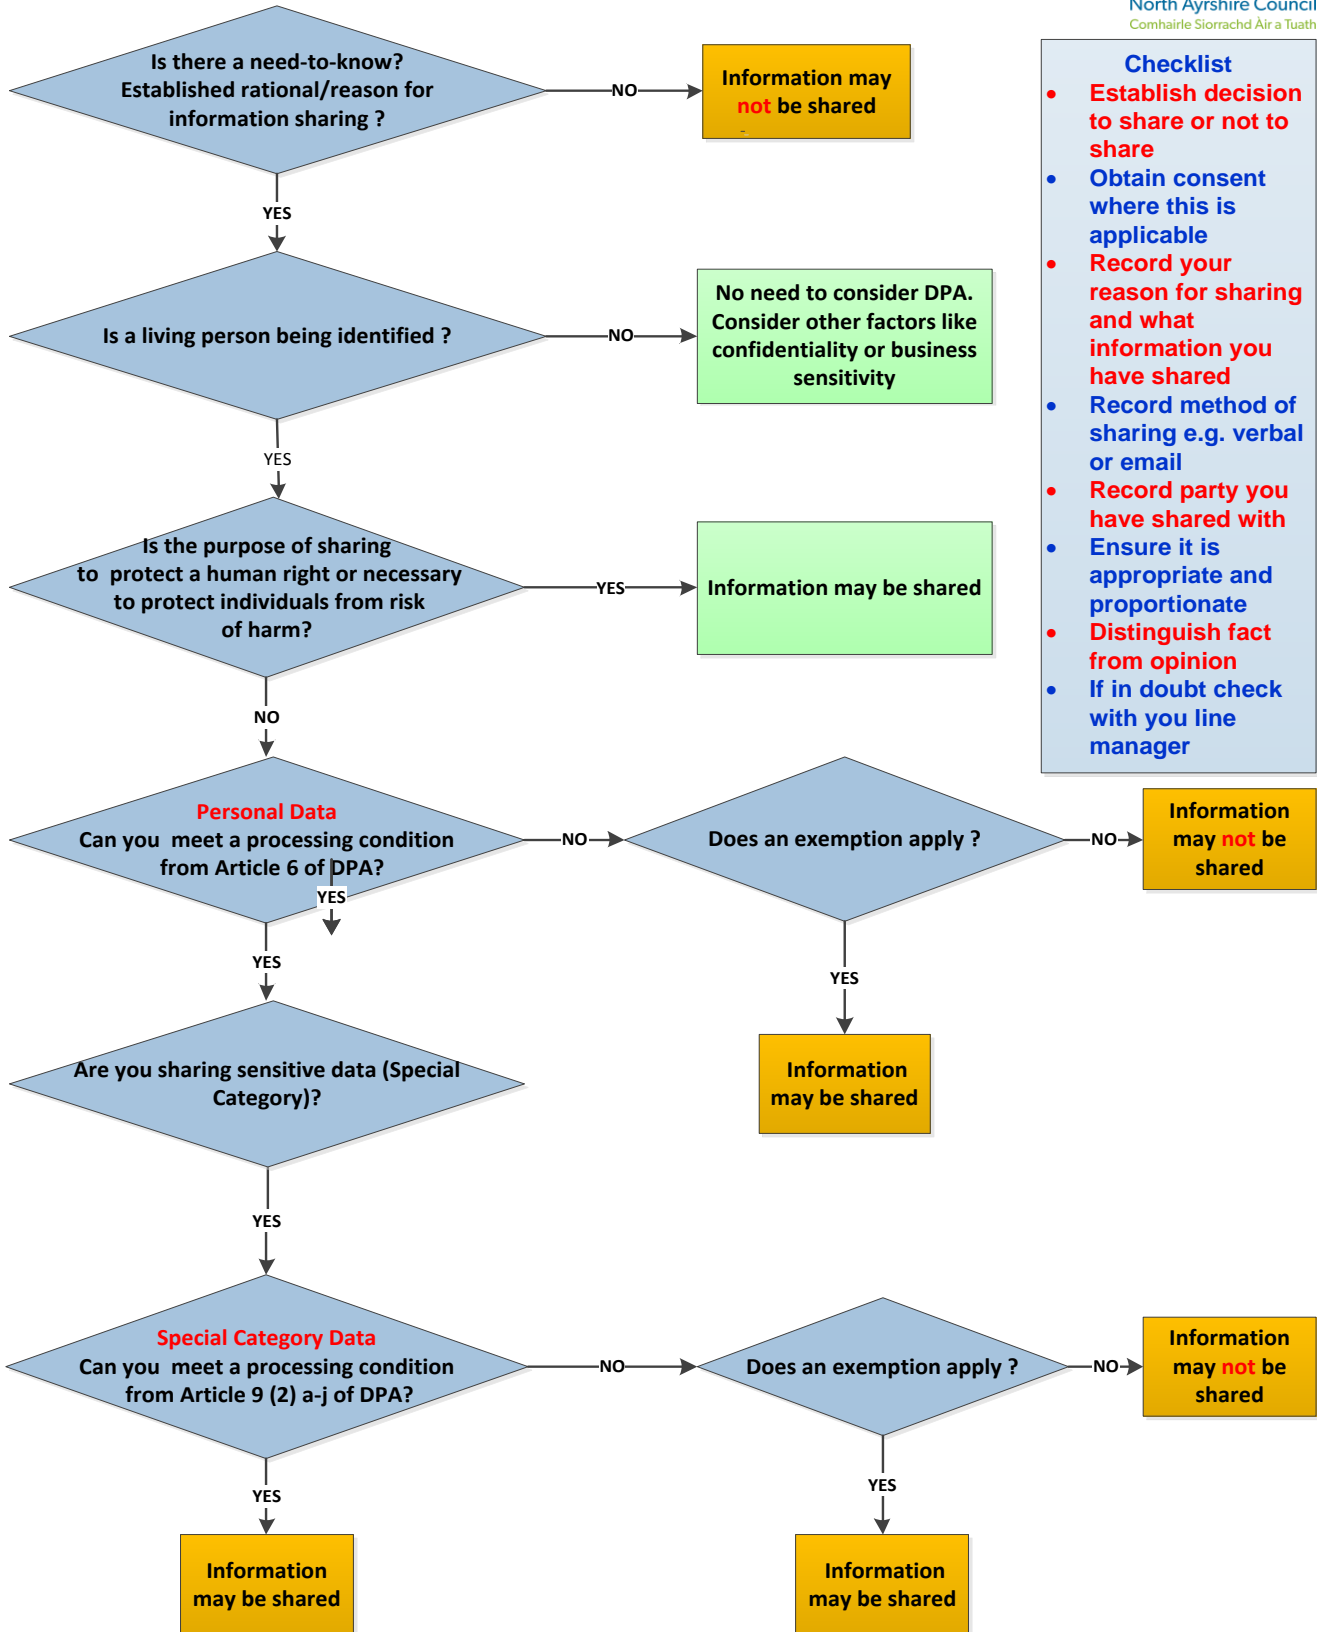 North Ayrshire Council
Comhairle Siorrachd Àir a Tuath
Is there a need-to-know?
Established rational/reason for
information sharing ?
NO
Information may
not be shared
YES
Is a living person being identified ?
NO
No need to consider DPA.
Consider other factors like
confidentiality or business
sensitivity
YES
Is the purpose of sharing
to protect a human right or necessary
to protect individuals from risk
of harm?
YES
Information may be shared
NO
Personal Data
Can you meet a processing condition
from Article 6 of DPA?
YES
NO
Does an exemption apply ?
NO
Information
may not be
shared
YES
Information
may be shared
YES
Are you sharing sensitive data (Special
Category)?
YES
Special Category Data
Can you meet a processing condition
from Article 9 (2) a-j of DPA?
NO
Does an exemption apply ?
NO
Information
may not be
shared
YES
Information
may be shared
YES
Information
may be shared
Checklist
• Establish decision
to share or not to
share
• Obtain consent
where this is
applicable
• Record your
reason for sharing
and what
information you
have shared
• Record method of
sharing e.g. verbal
or email
• Record party you
have shared with
• Ensure it is
appropriate and
proportionate
• Distinguish fact
from opinion
• If in doubt check
with you line
manager